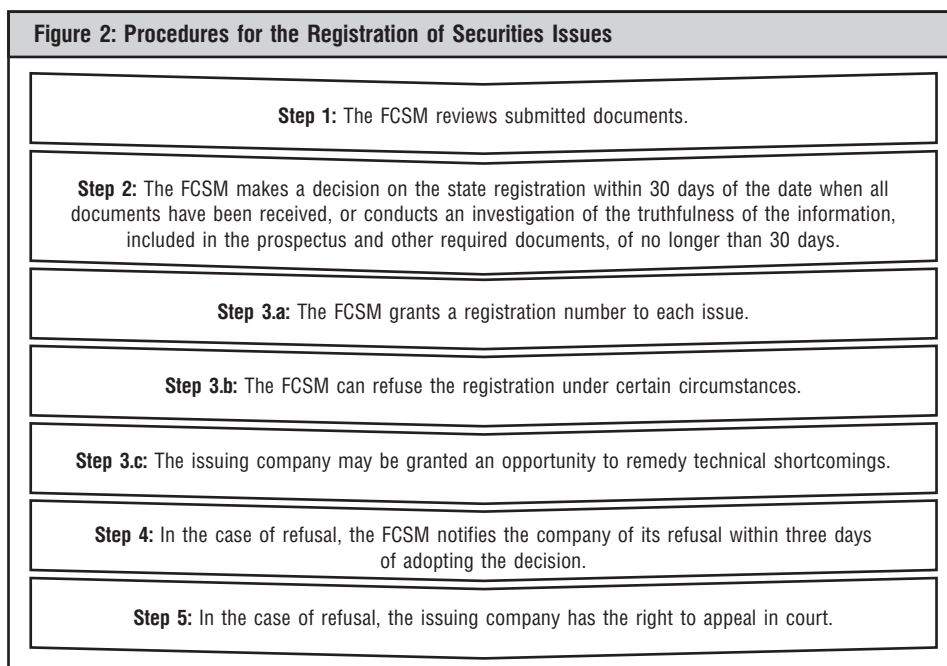 Figure 2: Procedures for the Registration of Securities Issues
Step 1: The FCSM reviews submitted documents.
Step 2: The FCSM makes a decision on the state registration within 30 days of the date when all
documents have been received, or conducts an investigation of the truthfulness of the information,
included in the prospectus and other required documents, of no longer than 30 days.
Step 3.a: The FCSM grants a registration number to each issue.
Step 3.b: The FCSM can refuse the registration under certain circumstances.
Step 3.c: The issuing company may be granted an opportunity to remedy technical shortcomings.
Step 4: In the case of refusal, the FCSM notifies the company of its refusal within three days
of adopting the decision.
Step 5: In the case of refusal, the issuing company has the right to appeal in court.